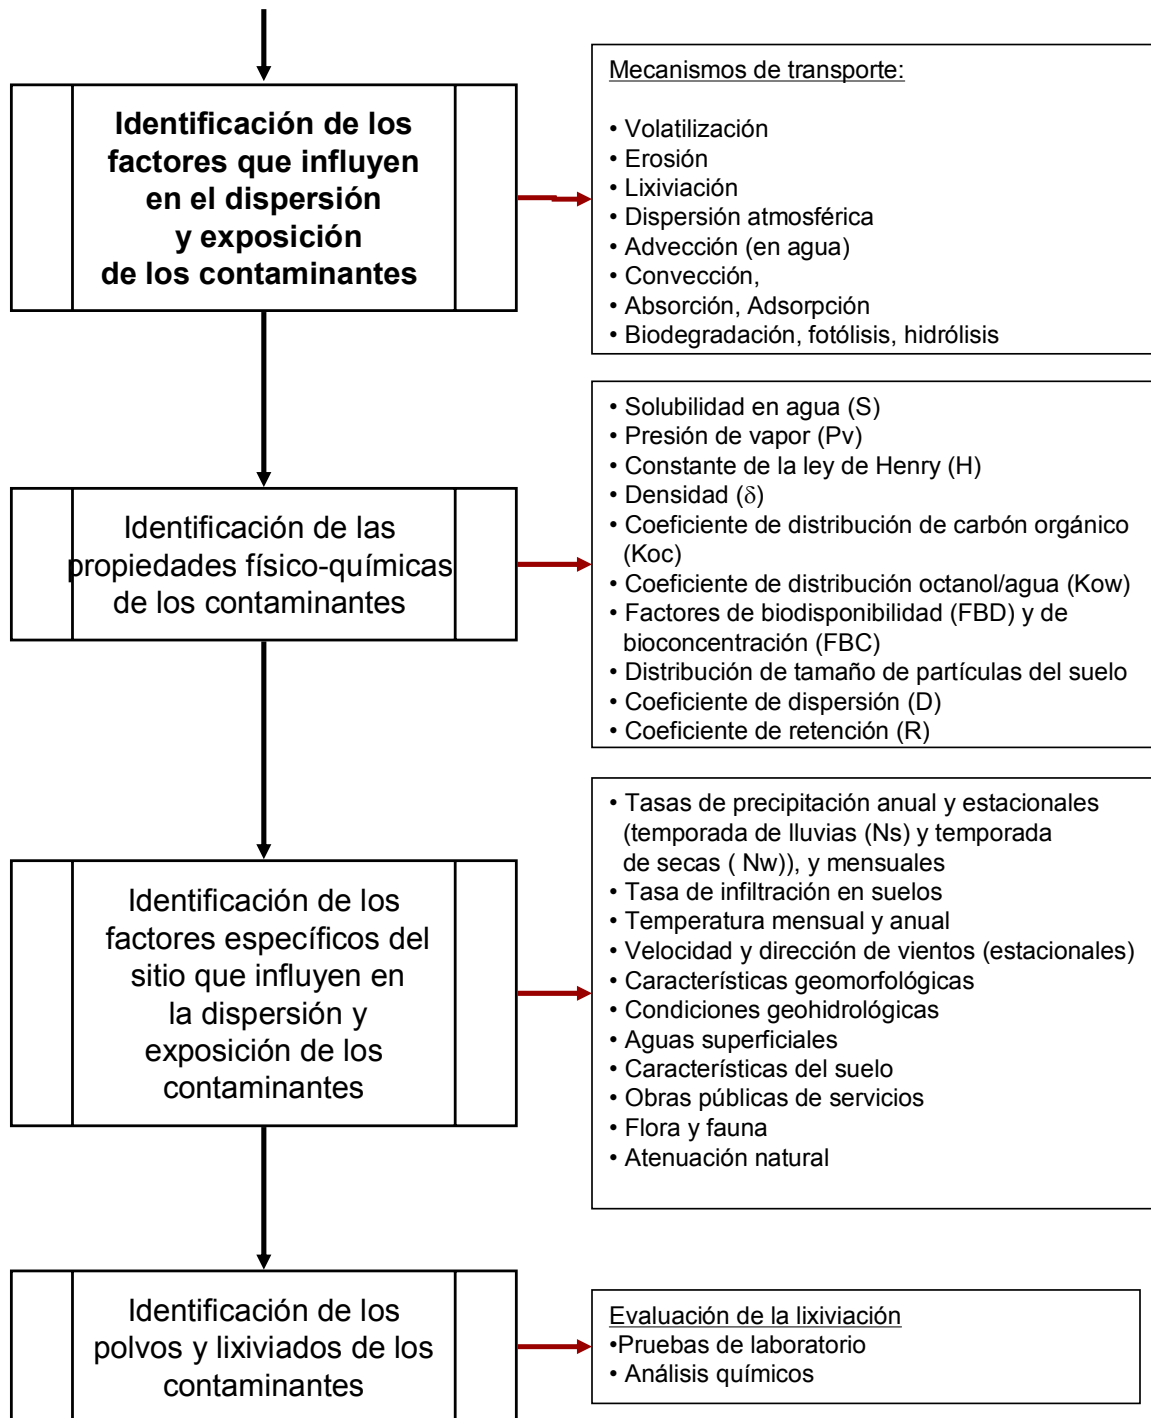 Identificación de los
factores que influyen
en el dispersión
y exposición
de los contaminantes
Mecanismos de transporte:
• Volatilización
• Erosión
• Lixiviación
• Dispersión atmosférica
• Advección (en agua)
• Convección,
• Absorción, Adsorpción
• Biodegradación, fotólisis, hidrólisis
Identificación de las
propiedades físico-químicas
de los contaminantes
• Solubilidad en agua (S)
• Presión de vapor (Pv)
• Constante de la ley de Henry (H)
• Densidad (δ)
• Coeficiente de distribución de carbón orgánico
(Koc)
• Coeficiente de distribución octanol/agua (Kow)
• Factores de biodisponibilidad (FBD) y de
bioconcentración (FBC)
• Distribución de tamaño de partículas del suelo
• Coeficiente de dispersión (D)
• Coeficiente de retención (R)
Identificación de los
factores específicos del
sitio que influyen en
la dispersión y
exposición de los
contaminantes
• Tasas de precipitación anual y estacionales
(temporada de lluvias (Ns) y temporada
de secas ( Nw)), y mensuales
• Tasa de infiltración en suelos
• Temperatura mensual y anual
• Velocidad y dirección de vientos (estacionales)
• Características geomorfológicas
• Condiciones geohidrológicas
• Aguas superficiales
• Características del suelo
• Obras públicas de servicios
• Flora y fauna
• Atenuación natural
Identificación de los
polvos y lixiviados de los
contaminantes
Evaluación de la lixiviación
•Pruebas de laboratorio
• Análisis químicos